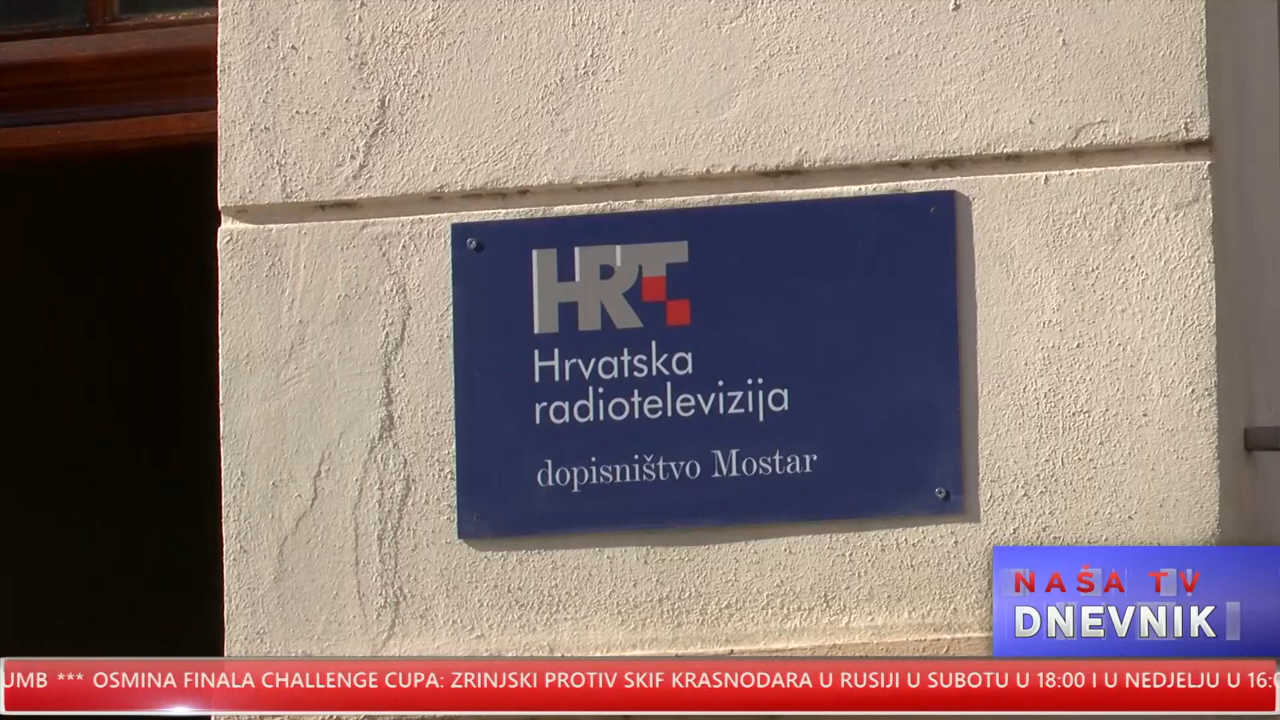 HRT
Hrvatska
radiotelevizija
dopisništvo Mostar
NAŠA TV
DNEVNIK
UMB *** OSMINA FINALA CHALLENGE CUPA: ZRINJSKI PROTIV SKIF KRASNODARA U RUSIJI U SUBOTU U 18:00 I U NEDJELJU U